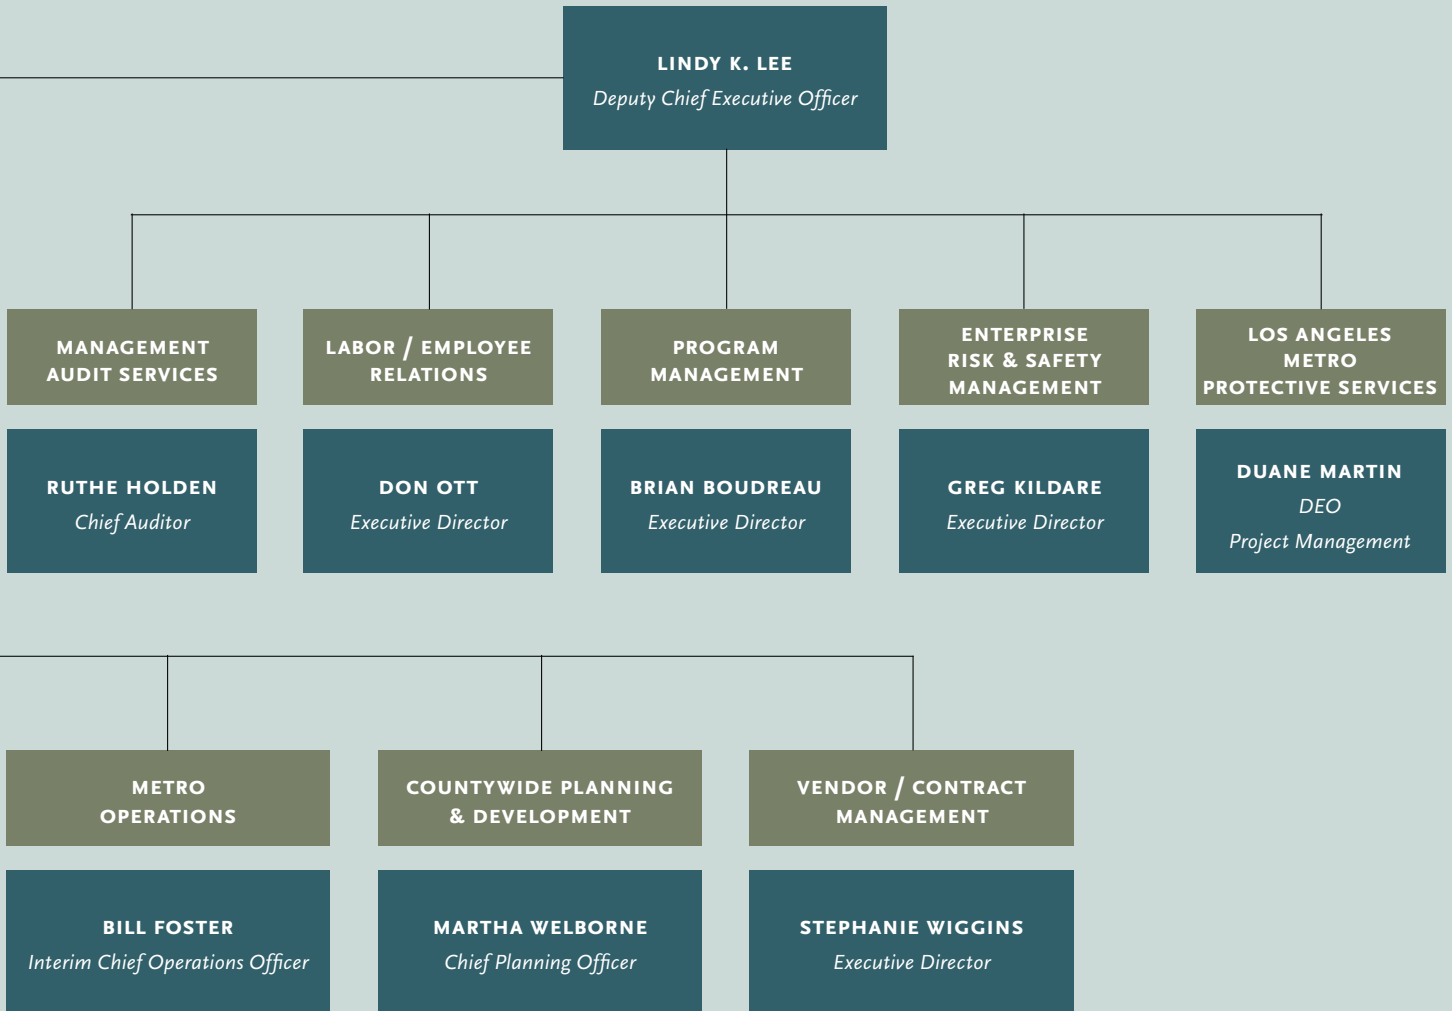 LINDY K. LEE
Deputy Chief Executive Officer
MANAGEMENT
AUDIT SERVICES
LABOR / EMPLOYEE
RELATIONS
PROGRAM
MANAGEMENT
ENTERPRISE
RISK & SAFETY
MANAGEMENT
LOS ANGELES
METRO
PROTECTIVE SERVICES
RUTHE HOLDEN
Chief Auditor
DON OTT
Executive Director
BRIAN BOUDREAU
Executive Director
GREG KILDARE
Executive Director
DUANE MARTIN
DEO
Project Management
METRO
OPERATIONS
COUNTYWIDE PLANNING
& DEVELOPMENT
VENDOR / CONTRACT
MANAGEMENT
BILL FOSTER
Interim Chief Operations Officer
MARTHA WELBORNE
Chief Planning Officer
STEPHANIE WIGGINS
Executive Director